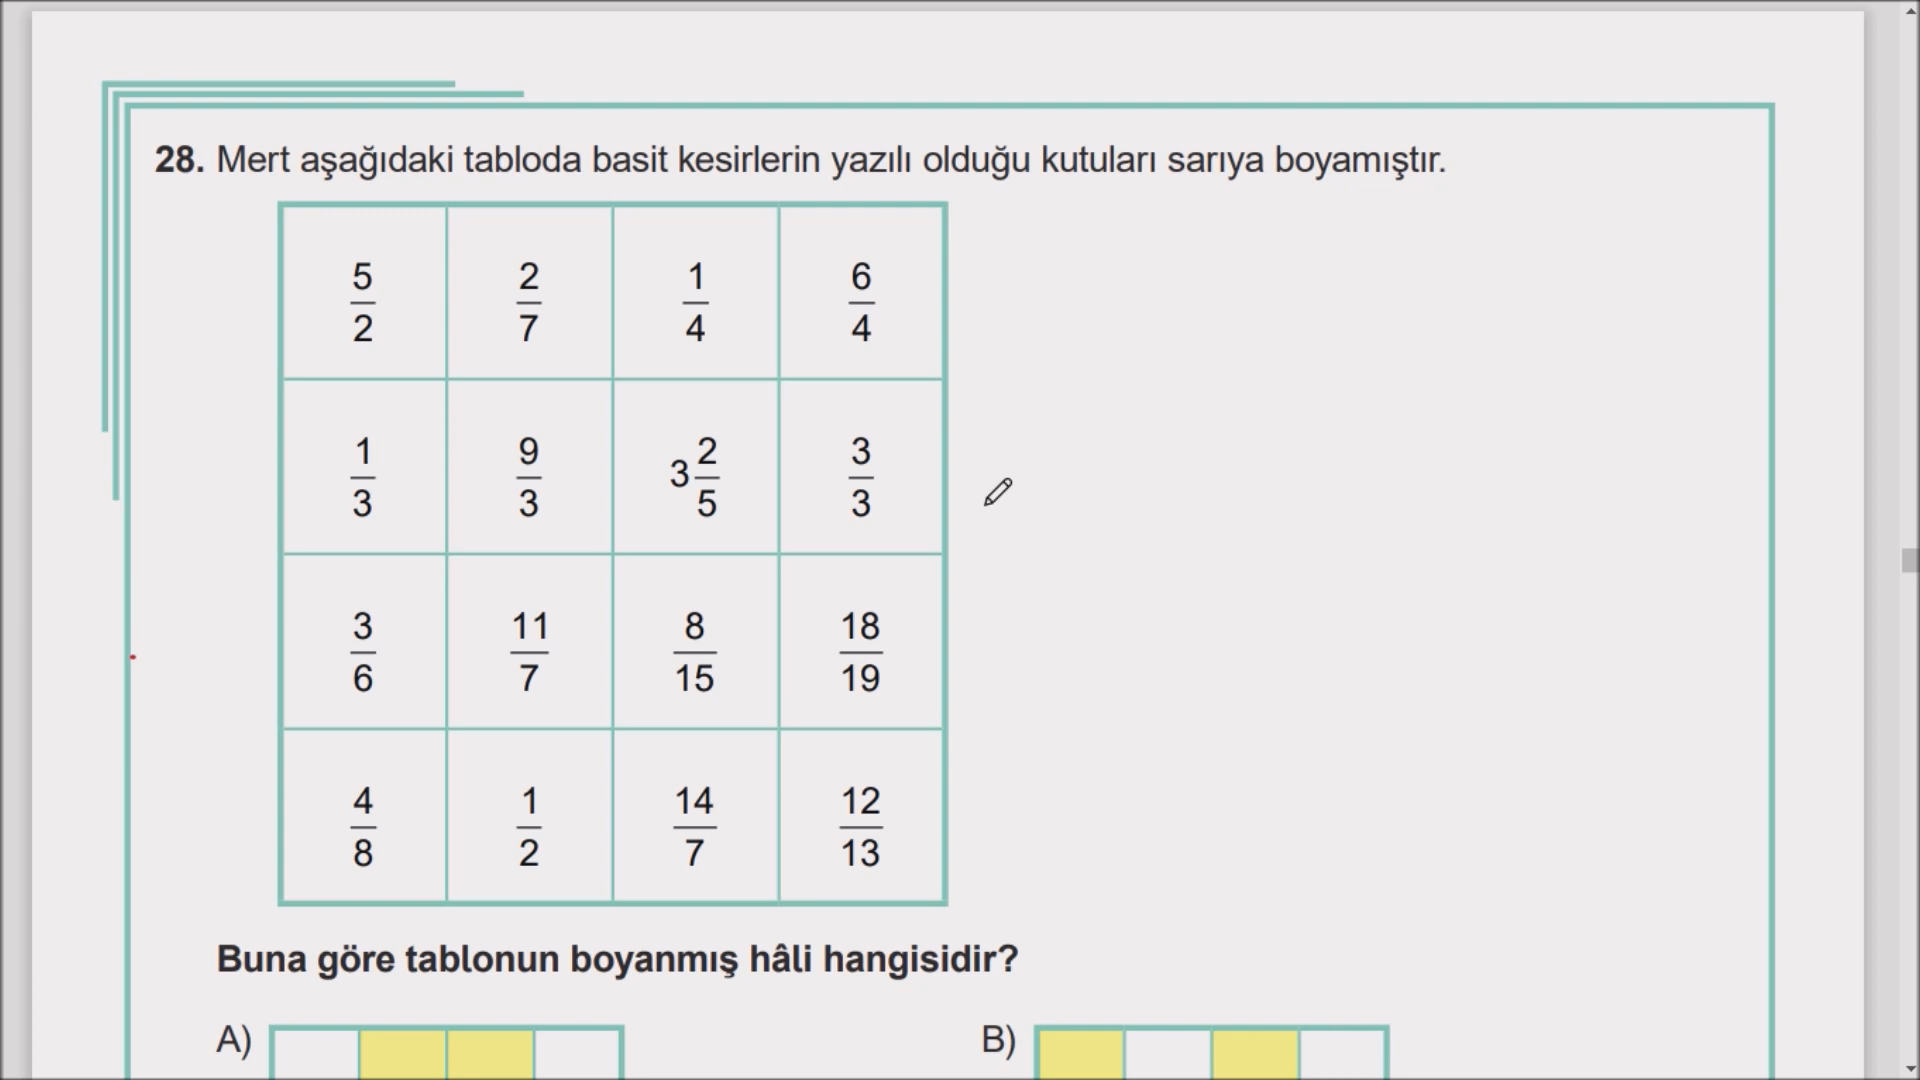 28. Mert aşağıdaki tabloda basit kesirlerin yazılı olduğu kutuları sarıya boyamıştır.
5/2 2/7 1/4 6/4
1/3 9/3 3 2/5 3/3
3/6 11/7 8/15 18/19
4/8 1/2 14/7 12/13
Buna göre tablonun boyanmış hâli hangisidir?
A) B)